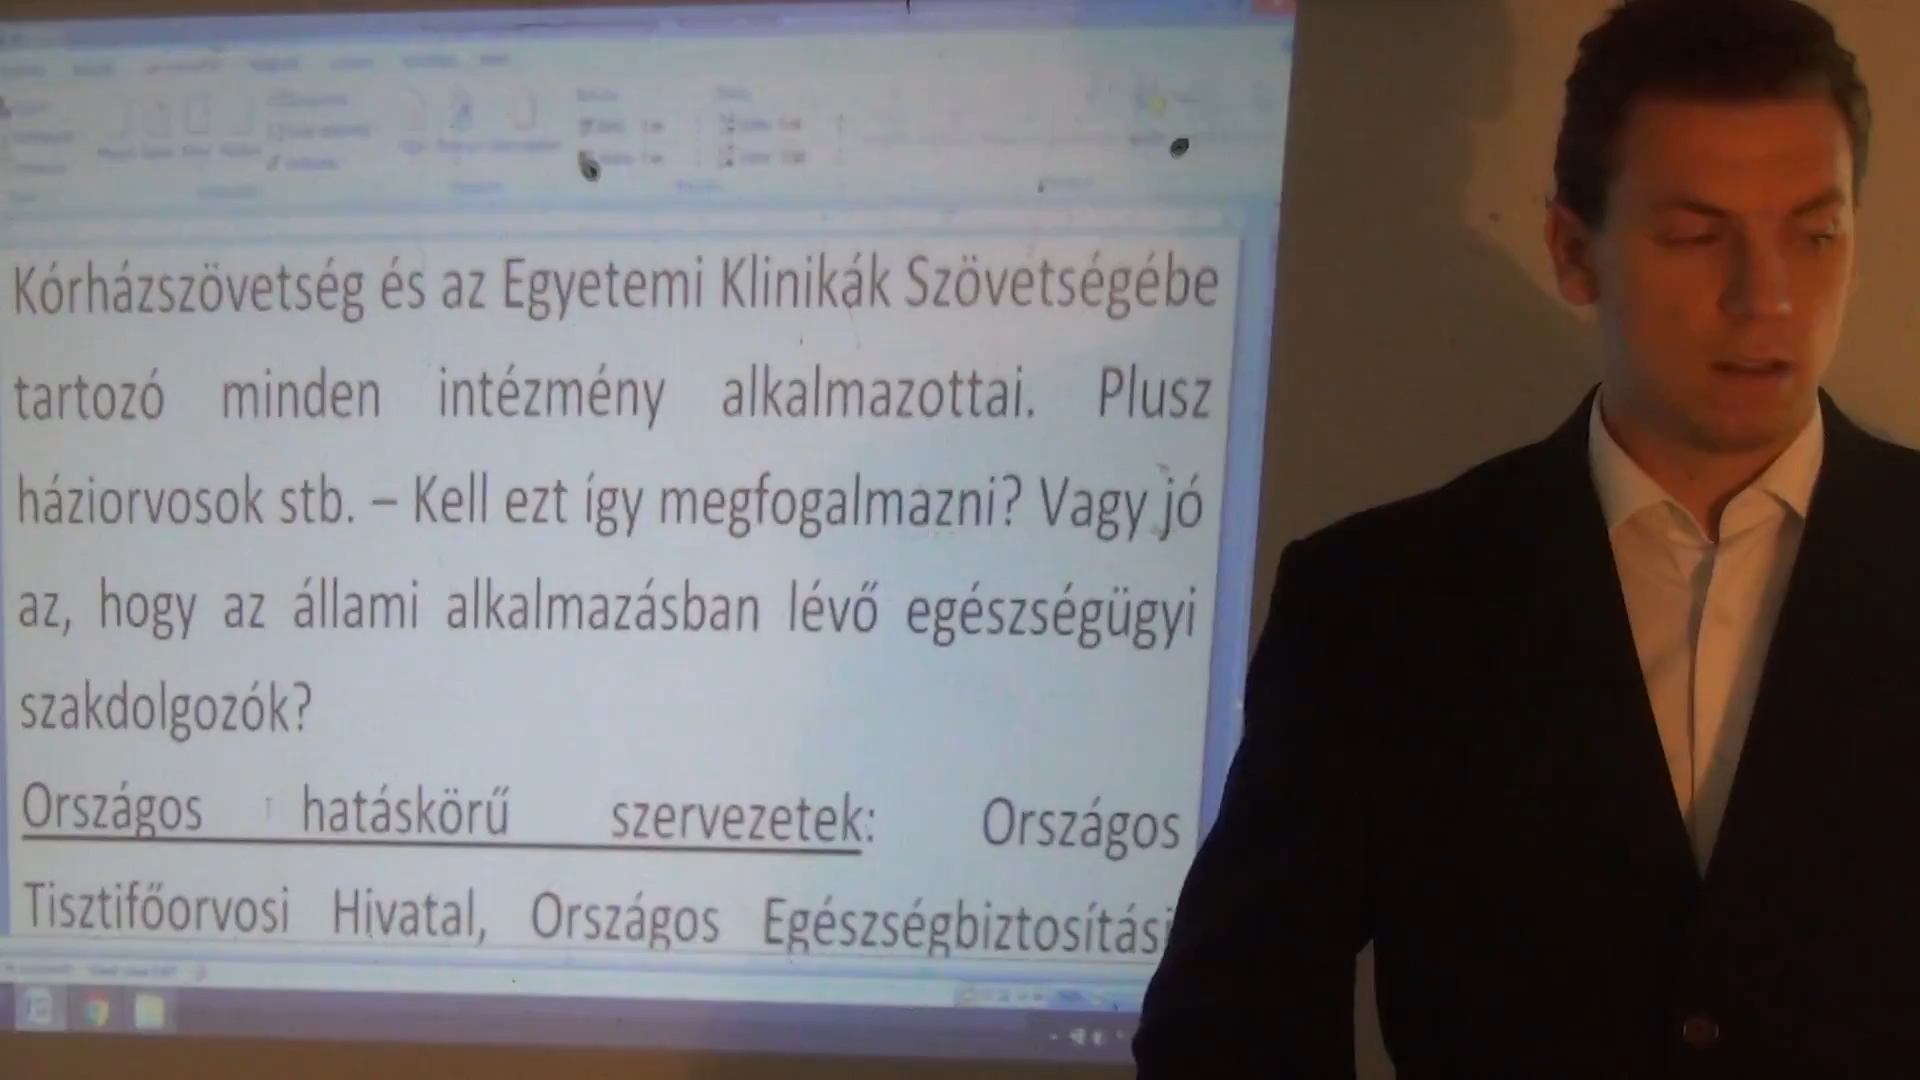 Kórházszövetség és az Egyetemi Klinikák Szövetségébe
tartozó minden intézmény alkalmazottai. Plusz
háziorvosok stb. – Kell ezt így megfogalmazni? Vagy jó
az, hogy az állami alkalmazásban lévő egészségügyi
szakdolgozók?
Országos hatáskörű szervezetek: Országos
Tisztifőorvosi Hivatal, Országos Egészségbiztosítási